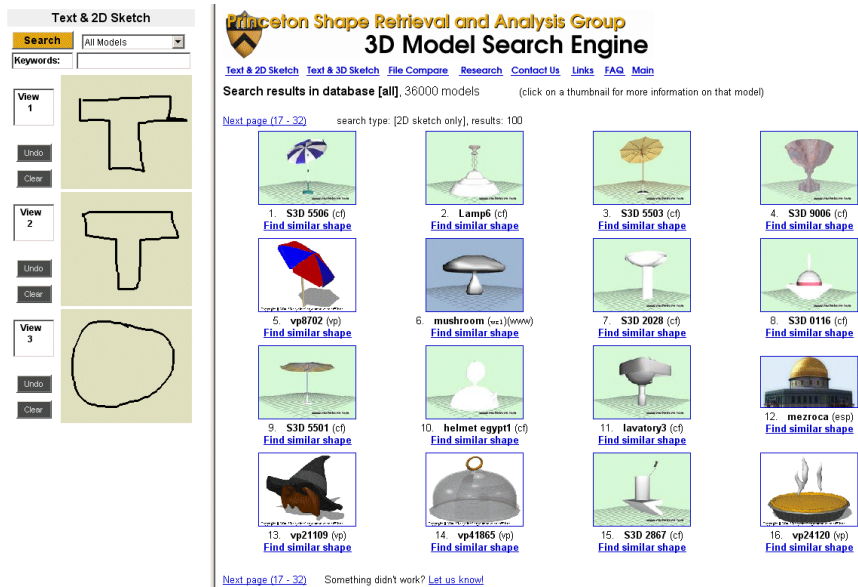 Text & 2D Sketch
Search
All Models
Keywords:
View
1
Undo
Clear
View
2
Undo
Clear
View
3
Undo
Clear
Princeton Shape Retrieval and Analysis Group
3D Model Search Engine
Text & 2D Sketch Text & 3D Sketch File Compare Research Contact Us Links FAQ Main
Search results in database [all], 36000 models (click on a thumbnail for more information on that model)
Next page (17 - 32) search type: [2D sketch only], results: 100
1. S3D 5506 (cf) 2. Lamp6 (cf) 3. S3D 5503 (cf) 4. S3D 9006 (cf)
Find similar shape Find similar shape Find similar shape Find similar shape
5. vp8702 (vp) 6. mushroom (wrl)(www) 7. S3D 2028 (cf) 8. S3D 0116 (cf)
Find similar shape Find similar shape Find similar shape Find similar shape
9. S3D 5501 (cf) 10. helmet egypt1 (cf) 11. lavatory3 (cf) 12. mezroca (esp)
Find similar shape Find similar shape Find similar shape Find similar shape
13. vp21109 (vp) 14. vp41865 (vp) 15. S3D 2867 (cf) 16. vp24120 (vp)
Find similar shape Find similar shape Find similar shape Find similar shape
Next page (17 - 32) Something didn't work? Let us know!